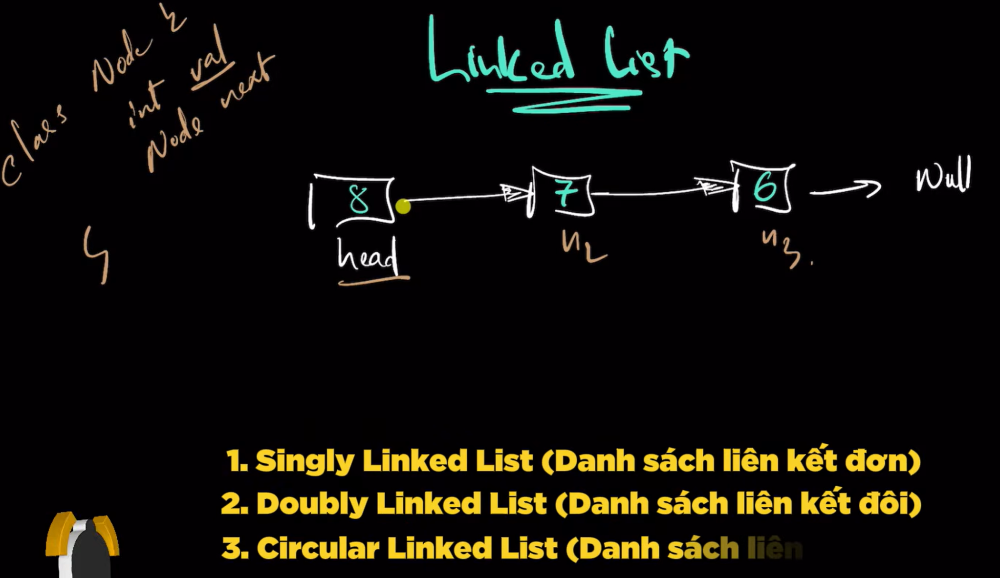 Linked List
class Node {
int val
Node next
}
8
7
6
Null
head
n2
n3.
1. Singly Linked List (Danh sách liên kết đơn)
2. Doubly Linked List (Danh sách liên kết đôi)
3. Circular Linked List (Danh sách liên